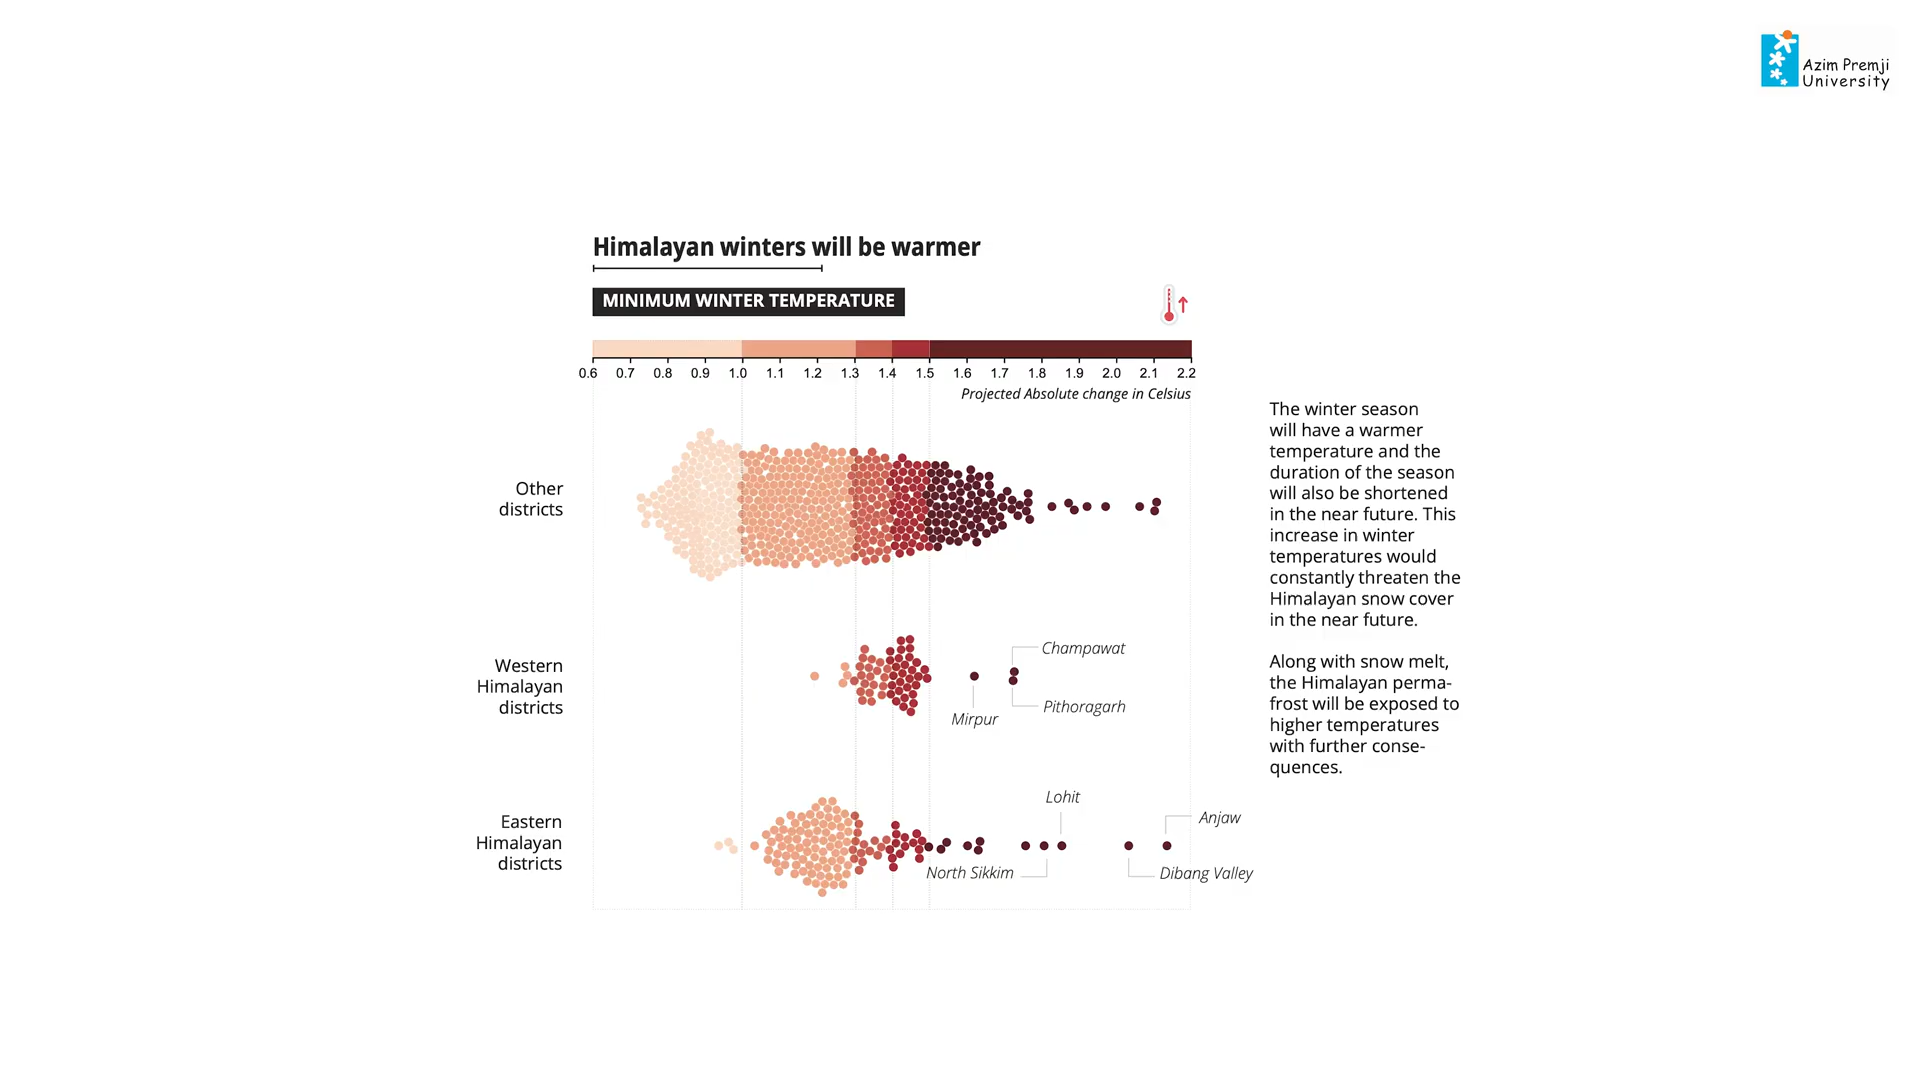 Azim Premji
University
Himalayan winters will be warmer
MINIMUM WINTER TEMPERATURE
0.6 0.7 0.8 0.9 1.0 1.1 1.2 1.3 1.4 1.5 1.6 1.7 1.8 1.9 2.0 2.1 2.2
Projected Absolute change in Celsius
Other
districts
Western
Himalayan
districts
Champawat
Pithoragarh
Mirpur
Eastern
Himalayan
districts
Lohit
Anjaw
North Sikkim
Dibang Valley
The winter season
will have a warmer
temperature and the
duration of the season
will also be shortened
in the near future. This
increase in winter
temperatures would
constantly threaten the
Himalayan snow cover
in the near future.
Along with snow melt,
the Himalayan perma-
frost will be exposed to
higher temperatures
with further conse-
quences.